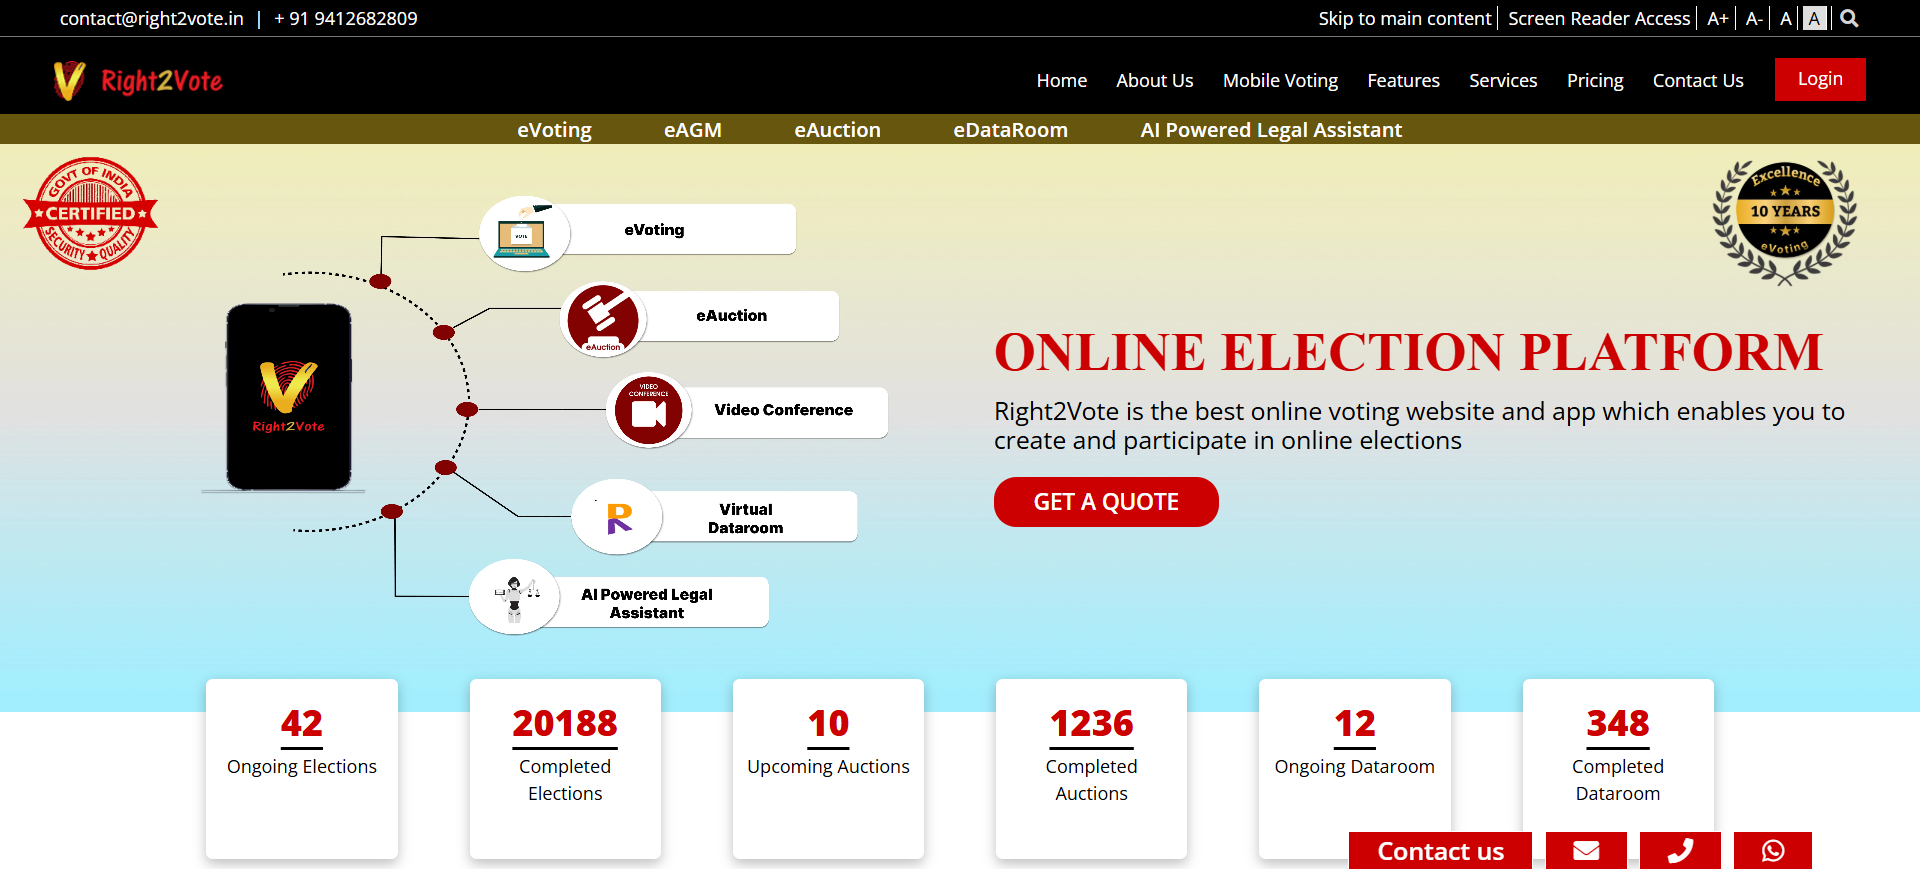 contact@right2vote.in | + 91 9412682809
Skip to main content Screen Reader Access A+ A- A A
Right2Vote
Home About Us Mobile Voting Features Services Pricing Contact Us Login
eVoting eAGM eAuction eDataRoom AI Powered Legal Assistant
GOVT OF INDIA
CERTIFIED
SECURITY QUALITY
Excellence
10 YEARS
eVoting
VOTE
eVoting
eAuction
eAuction
VIDEO
CONFERENCE
Video Conference
Right2Vote
R
Virtual
Dataroom
AI Powered Legal
Assistant
ONLINE ELECTION PLATFORM
Right2Vote is the best online voting website and app which enables you to
create and participate in online elections
GET A QUOTE
42
Ongoing Elections
20188
Completed
Elections
10
Upcoming Auctions
1236
Completed
Auctions
12
Ongoing Dataroom
348
Completed
Dataroom
Contact us